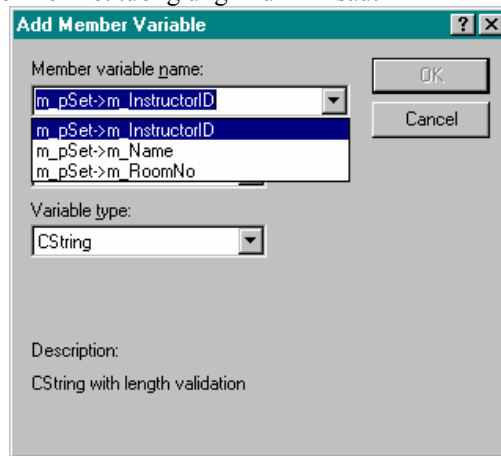 Add Member Variable
Member variable name:
OK
m_pSet->m_InstructorID
Cancel
m_pSet->m_InstructorID
m_pSet->m_Name
m_pSet->m_RoomNo
Variable type:
CString
Description:
CString with length validation